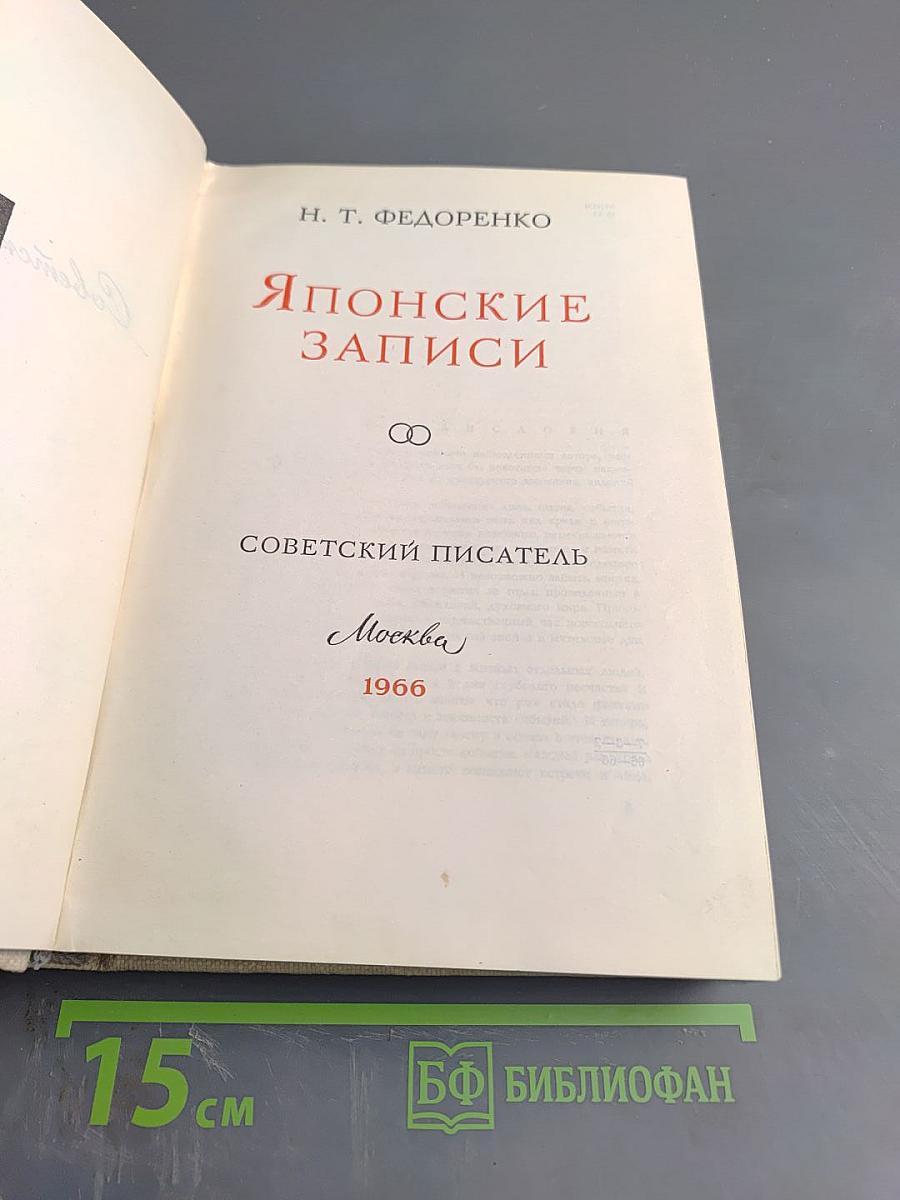 Н. Т. ФЕДОРЕНКО
ЯПОНСКИЕ
ЗАПИСИ
СОВЕТСКИЙ ПИСАТЕЛЬ
Москва
1966
15 см
БФ БИБЛИОФАН